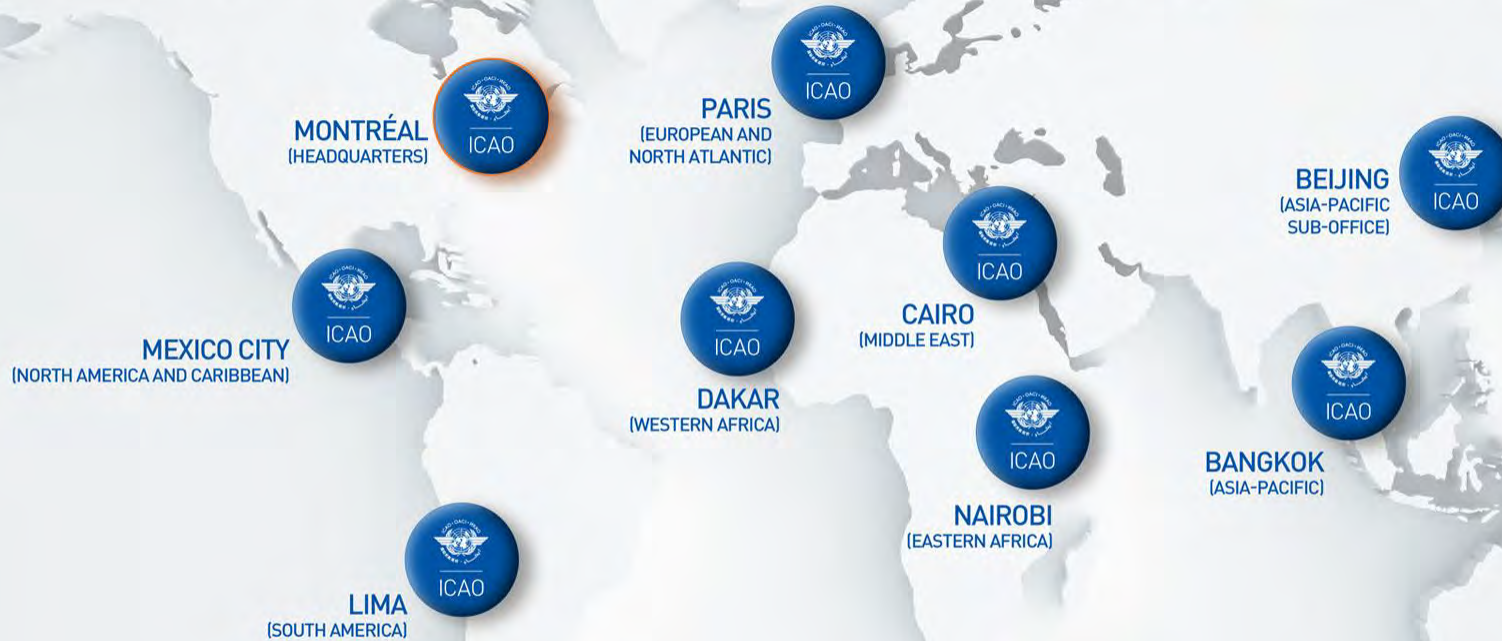 MONTRÉAL
(HEADQUARTERS)
ICAO
PARIS
(EUROPEAN AND
NORTH ATLANTIC)
ICAO
BEIJING
(ASIA-PACIFIC
SUB-OFFICE)
ICAO
MEXICO CITY
(NORTH AMERICA AND CARIBBEAN)
ICAO
DAKAR
(WESTERN AFRICA)
ICAO
CAIRO
(MIDDLE EAST)
ICAO
BANGKOK
(ASIA-PACIFIC)
ICAO
NAIROBI
(EASTERN AFRICA)
ICAO
LIMA
(SOUTH AMERICA)
ICAO